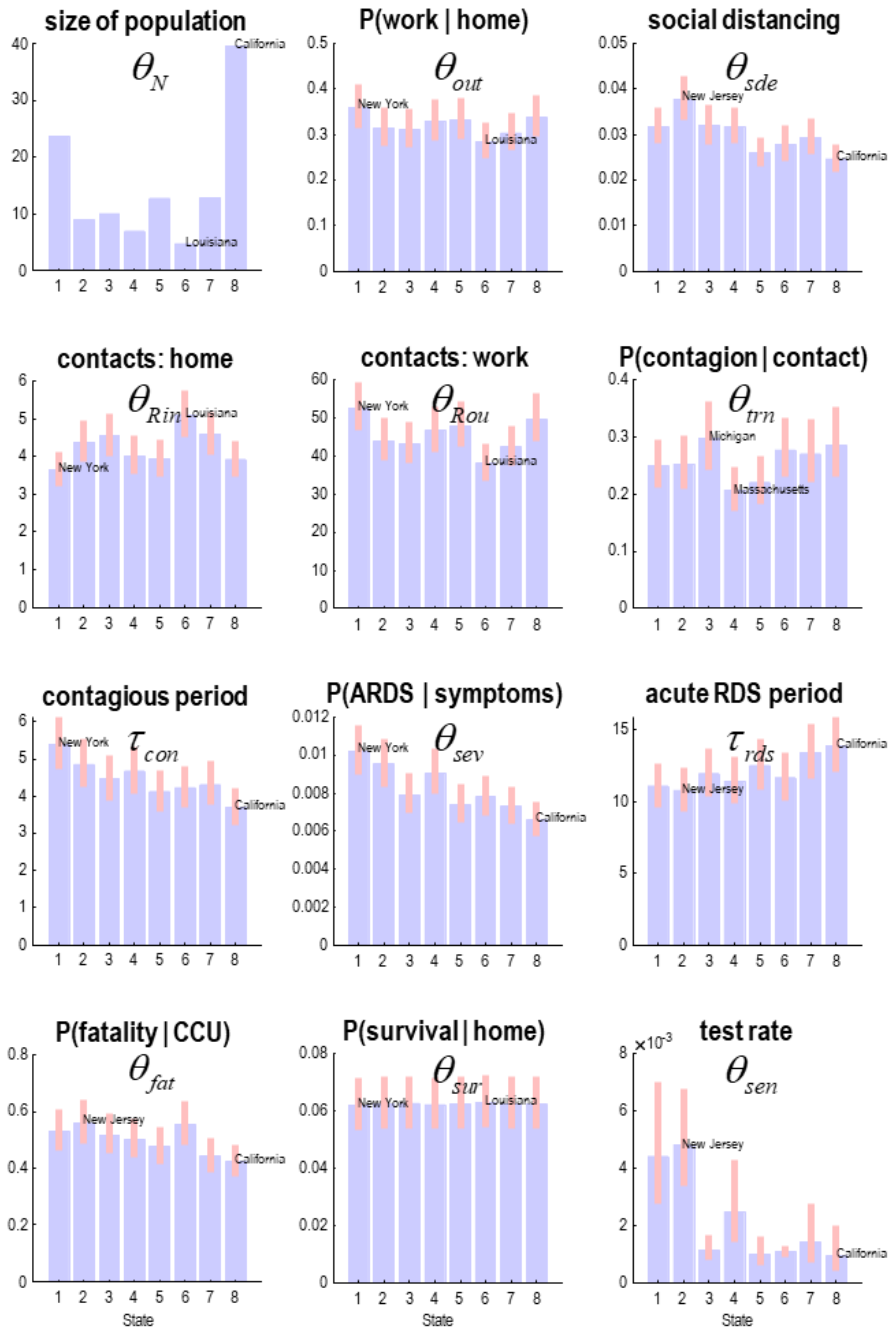 size of population
θ_N
40
30
20
10
0
California
Louisiana
1 2 3 4 5 6 7 8
P(work | home)
θ_out
0.5
0.4
0.3
0.2
0.1
0
New York
Louisiana
1 2 3 4 5 6 7 8
social distancing
θ_sde
0.05
0.04
0.03
0.02
0.01
0
New Jersey
California
1 2 3 4 5 6 7 8
contacts: home
θ_Rin
6
5
4
3
2
1
0
New York
Louisiana
1 2 3 4 5 6 7 8
contacts: work
θ_Rou
60
50
40
30
20
10
0
New York
Louisiana
1 2 3 4 5 6 7 8
P(contagion | contact)
θ_trn
0.4
0.3
0.2
0.1
0
Michigan
Massachusetts
1 2 3 4 5 6 7 8
contagious period
τ_con
6
5
4
3
2
1
0
New York
California
1 2 3 4 5 6 7 8
P(ARDS | symptoms)
θ_sev
0.012
0.01
0.008
0.006
0.004
0.002
0
New York
California
1 2 3 4 5 6 7 8
acute RDS period
τ_rds
15
10
5
0
New Jersey
California
1 2 3 4 5 6 7 8
P(fatality | CCU)
θ_fat
0.8
0.6
0.4
0.2
0
New Jersey
California
1 2 3 4 5 6 7 8
State
P(survival | home)
θ_sur
0.08
0.06
0.04
0.02
0
New York
Louisiana
1 2 3 4 5 6 7 8
State
test rate
×10⁻³
θ_sen
8
6
4
2
0
New Jersey
California
1 2 3 4 5 6 7 8
State